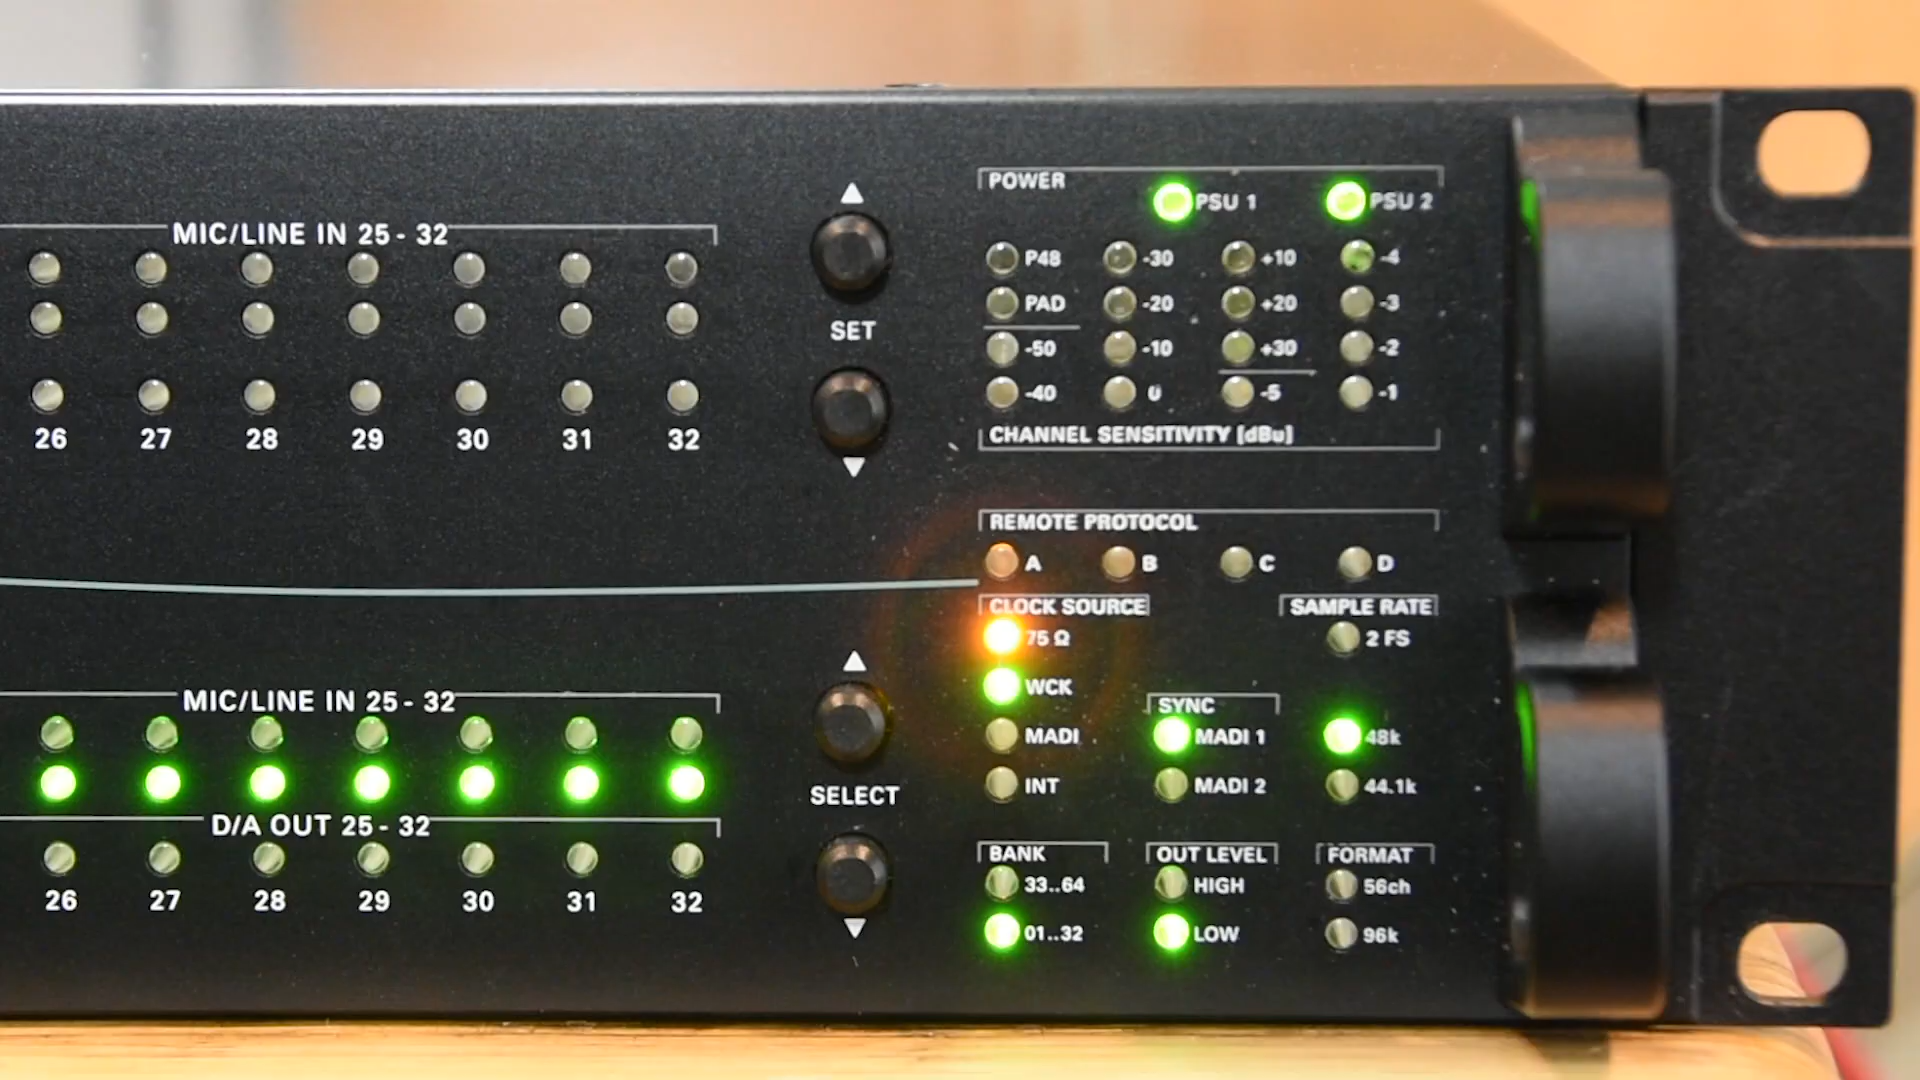 MIC/LINE IN 25 - 32
26 27 28 29 30 31 32
SET
MIC/LINE IN 25 - 32
D/A OUT 25 - 32
26 27 28 29 30 31 32
SELECT
POWER
PSU 1 PSU 2
P48 -30 +10 -4
PAD -20 +20 -3
-50 -10 +30 -2
-40 0 -5 -1
CHANNEL SENSITIVITY [dBu]
REMOTE PROTOCOL
A B C D
CLOCK SOURCE SAMPLE RATE
75 Ω 2 FS
WCK
SYNC
MADI MADI 1 48k
INT MADI 2 44.1k
BANK OUT LEVEL FORMAT
33..64 HIGH 56ch
01..32 LOW 96k